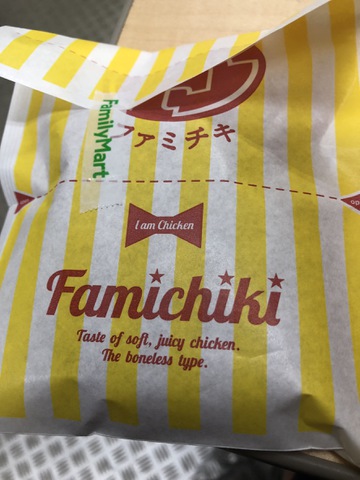 FamilyMart
ファミチキ
I am Chicken
Famichiki
Taste of soft, juicy chicken.
The boneless type.